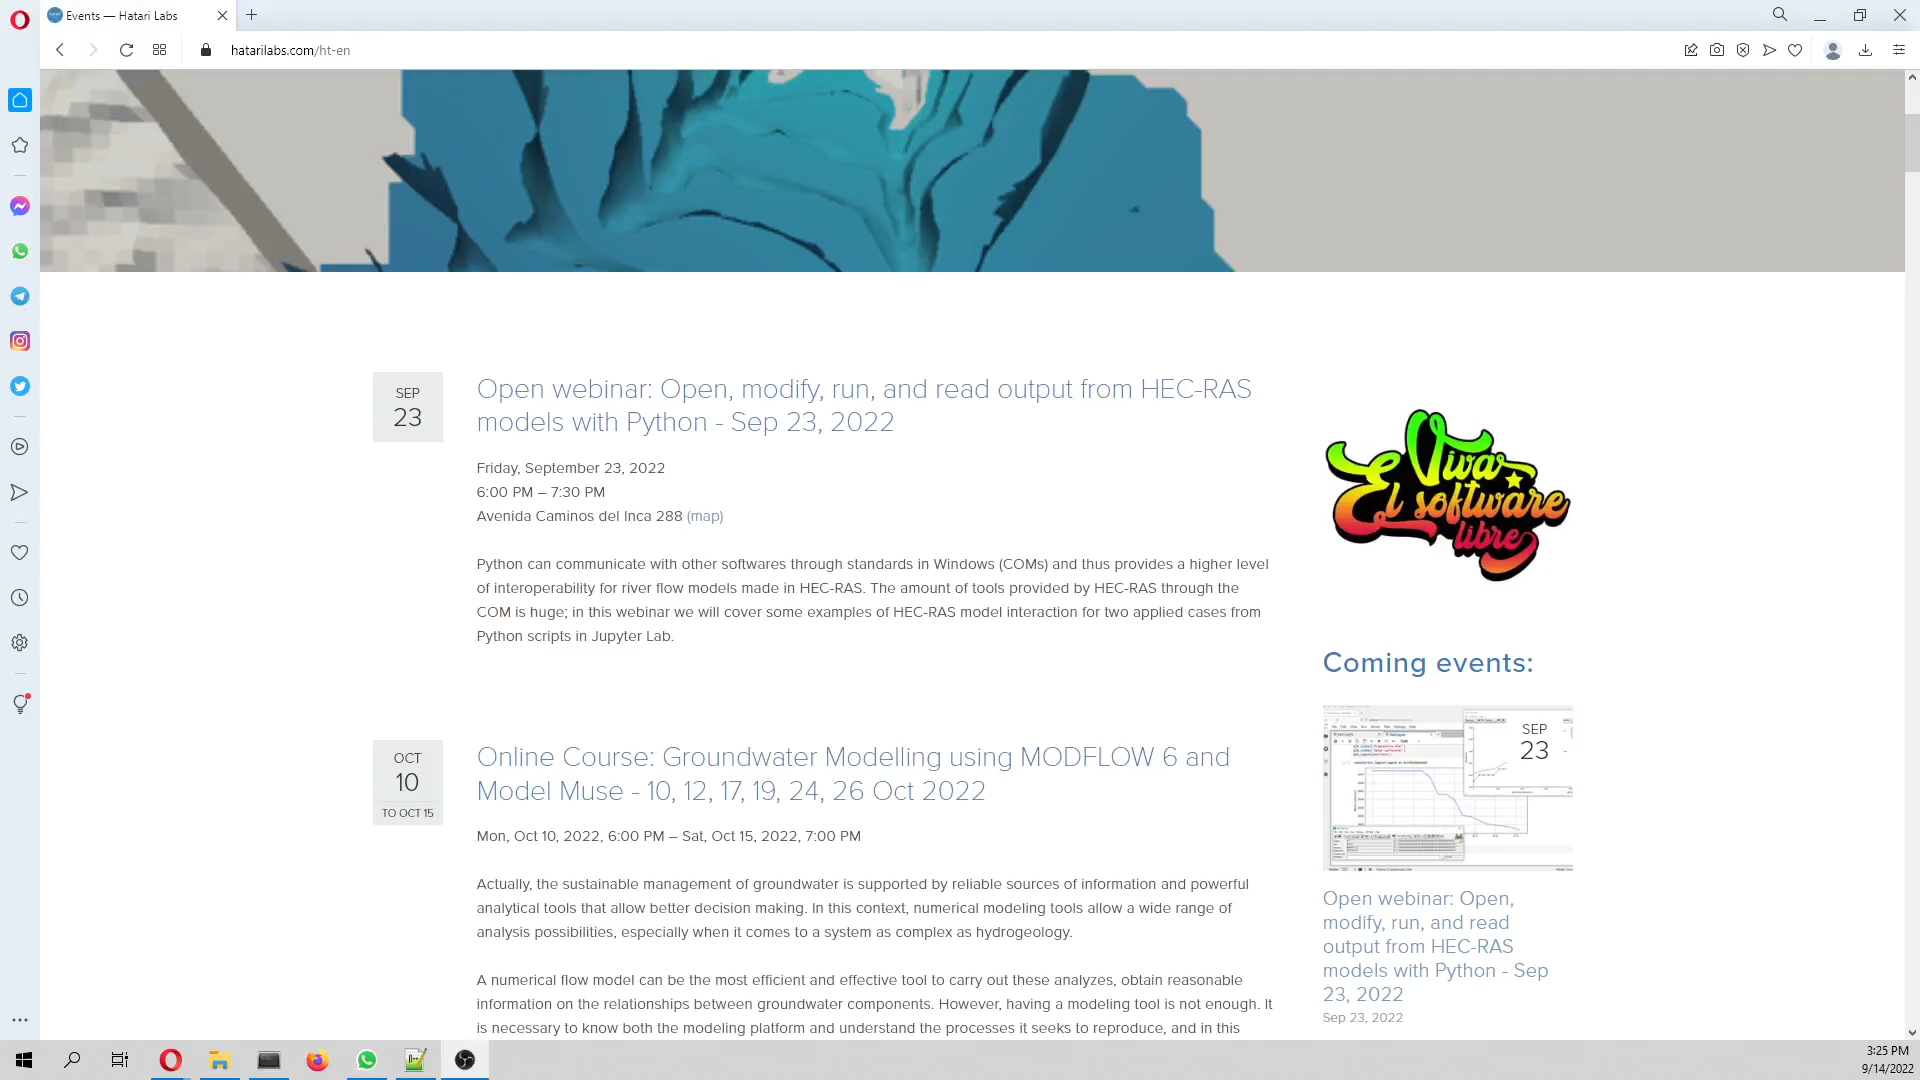 Events — Hatari Labs
hatarilabs.com/ht-en
SEP
23
Open webinar: Open, modify, run, and read output from HEC-RAS
models with Python - Sep 23, 2022
Friday, September 23, 2022
6:00 PM – 7:30 PM
Avenida Caminos del Inca 288 (map)
Python can communicate with other softwares through standards in Windows (COMs) and thus provides a higher level
of interoperability for river flow models made in HEC-RAS. The amount of tools provided by HEC-RAS through the
COM is huge; in this webinar we will cover some examples of HEC-RAS model interaction for two applied cases from
Python scripts in Jupyter Lab.
OCT
10
TO OCT 15
Online Course: Groundwater Modelling using MODFLOW 6 and
Model Muse - 10, 12, 17, 19, 24, 26 Oct 2022
Mon, Oct 10, 2022, 6:00 PM – Sat, Oct 15, 2022, 7:00 PM
Actually, the sustainable management of groundwater is supported by reliable sources of information and powerful
analytical tools that allow better decision making. In this context, numerical modeling tools allow a wide range of
analysis possibilities, especially when it comes to a system as complex as hydrogeology.
A numerical flow model can be the most efficient and effective tool to carry out these analyzes, obtain reasonable
information on the relationships between groundwater components. However, having a modeling tool is not enough. It
is necessary to know both the modeling platform and understand the processes it seeks to reproduce, and in this
Viva
El software
libre
Coming events:
SEP
23
Open webinar: Open,
modify, run, and read
output from HEC-RAS
models with Python - Sep
23, 2022
Sep 23, 2022
3:25 PM
9/14/2022